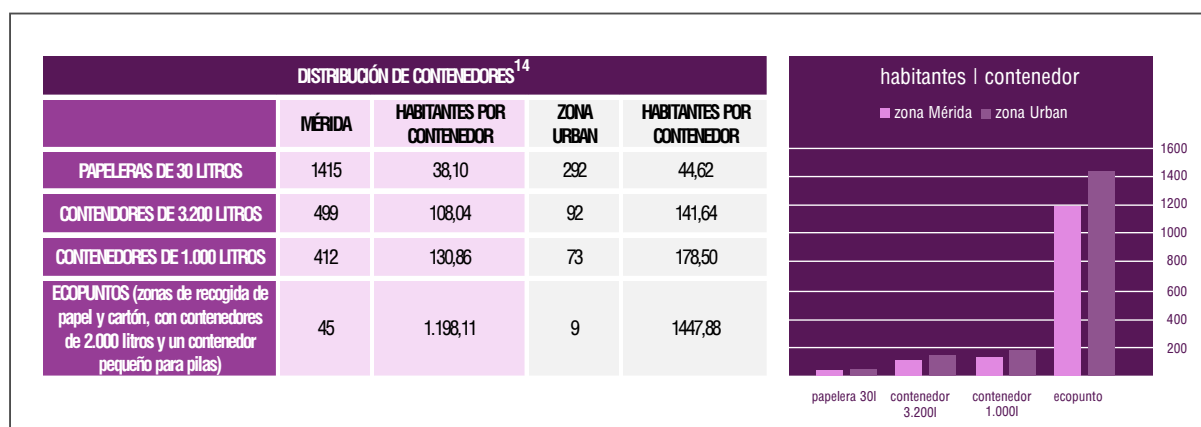 DISTRIBUCIÓN DE CONTENEDORES14
MÉRIDA
HABITANTES POR
CONTENEDOR
ZONA
URBAN
HABITANTES POR
CONTENEDOR
PAPELERAS DE 30 LITROS 1415 38,10 292 44,62
CONTENDORES DE 3.200 LITROS 499 108,04 92 141,64
CONTENEDORES DE 1.000 LITROS 412 130,86 73 178,50
ECOPUNTOS (zonas de recogida de
papel y cartón, con contenedores
de 2.000 litros y un contenedor
pequeño para pilas)
45 1.198,11 9 1447,88
habitantes | contenedor
zona Mérida zona Urban
1600
1400
1200
1000
800
600
400
200
papelera 30l
contenedor
3.200l
contenedor
1.000l
ecopunto